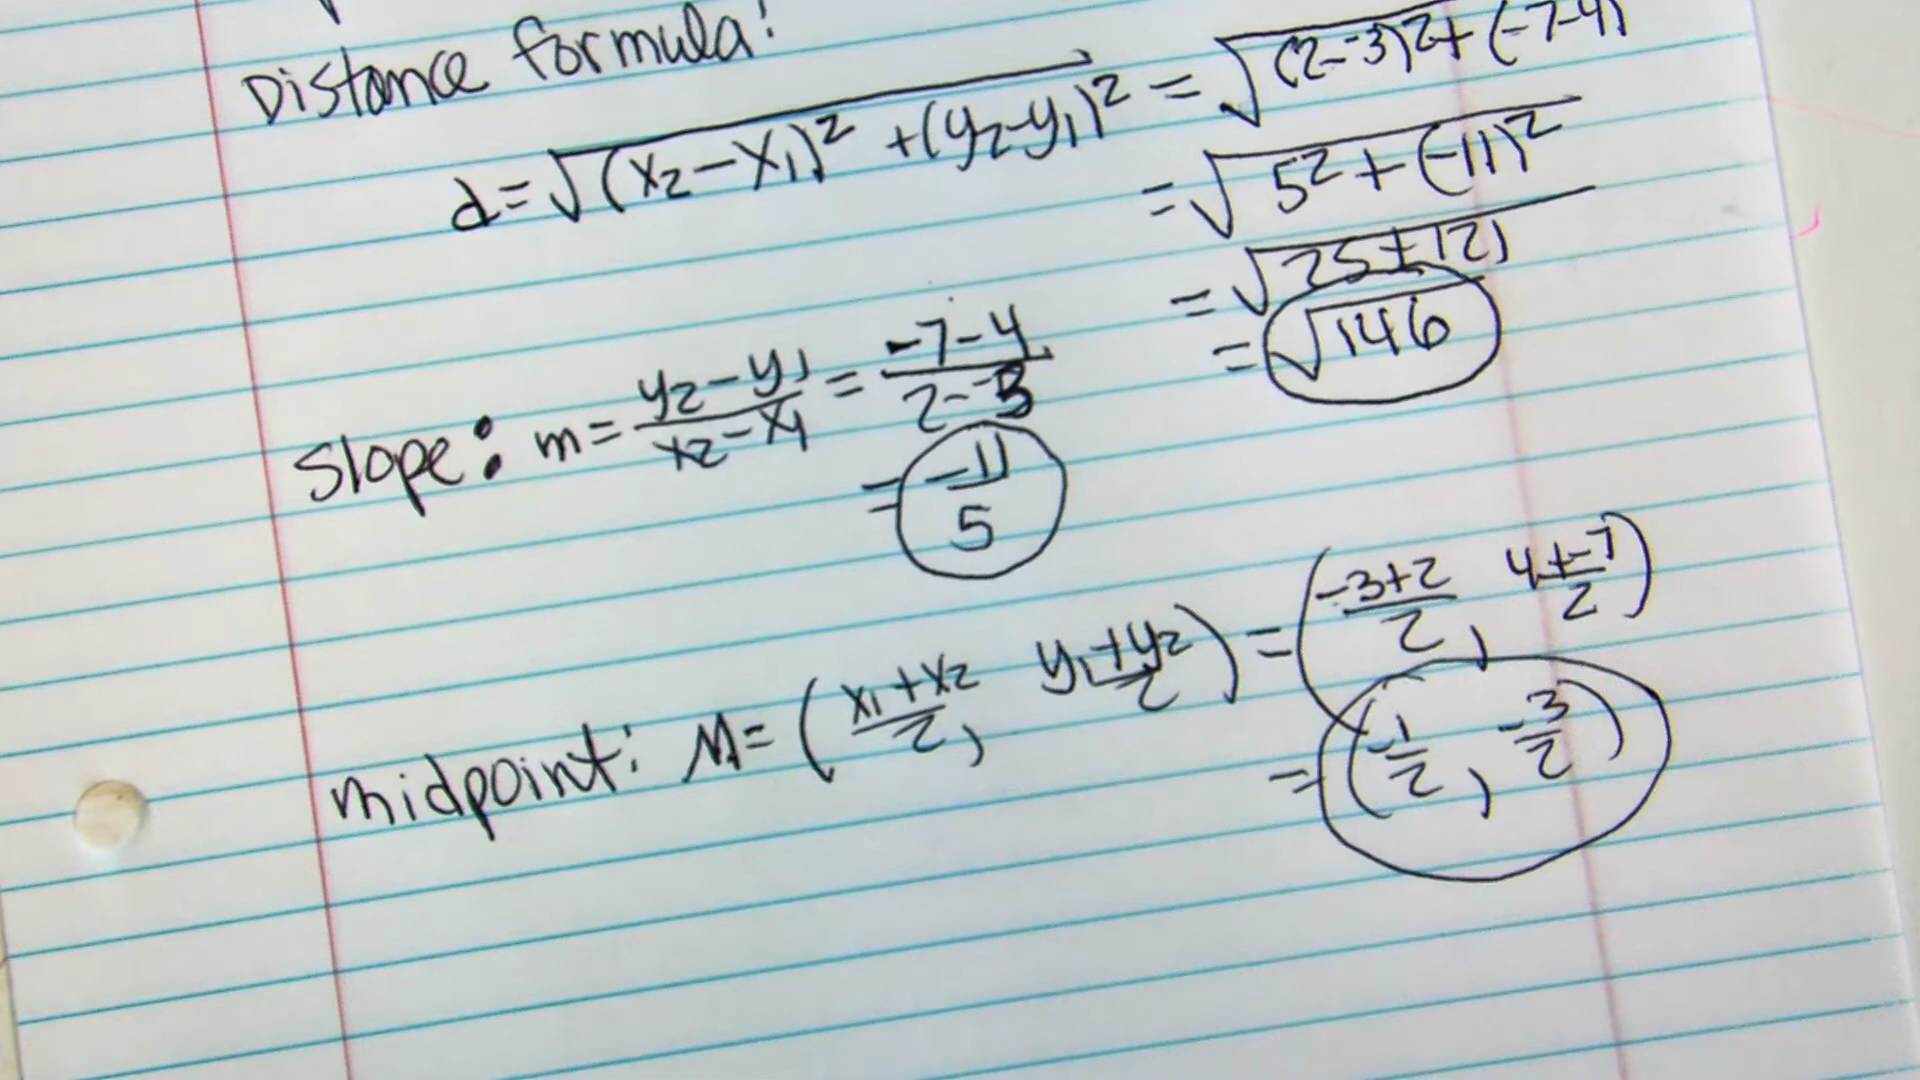 Distance formula:
d = √(x₂ - x₁)² + (y₂ - y₁)² = √(2 - -3)² + (-7-4)
= √5² + (-11)²
= √25 + 121
= √146
slope: m = y₂ - y₁ / x₂ - x₁ = -7 - 4 / 2 - -3
= -11 / 5
midpoint: M = (x₁ + x₂ / 2, y₁ + y₂ / 2) = (-3 + 2 / 2, 4 + -7 / 2)
= (-1/2, -3/2)